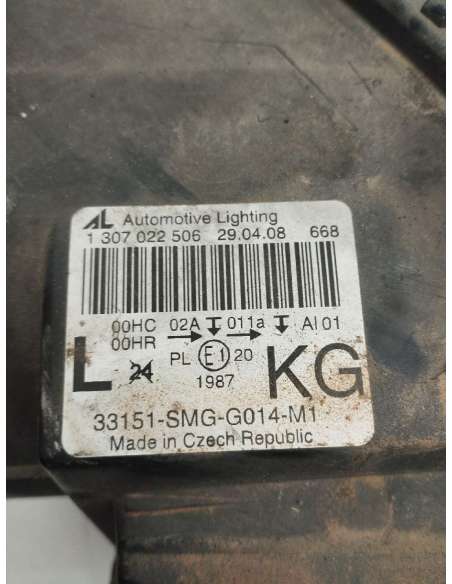 AL Automotive Lighting
1 307 022 506 29.04.08 668
00HC 02A 011a AI 01
00HR
L 24 PL E1 20 KG
1987
33151-SMG-G014-M1
Made in Czech Republic